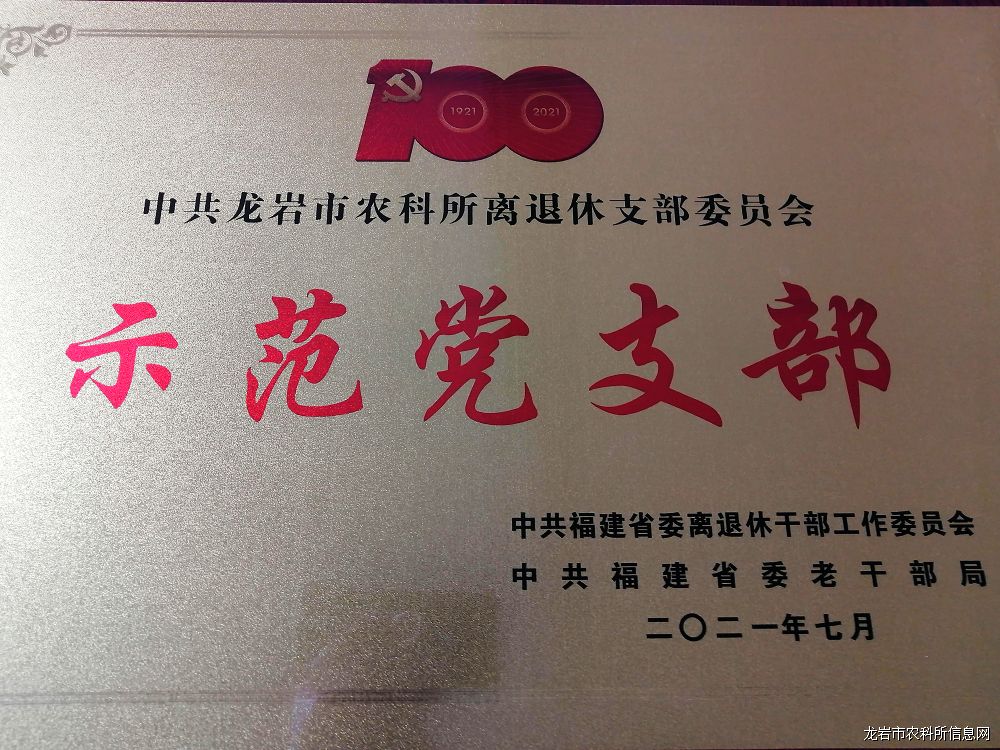 100
1921 2021
中共龙岩市农科所离退休支部委员会
示范党支部
中共福建省委离退休干部工作委员会
中共福建省委老干部局
二〇二一年七月
龙岩市农科所信息网